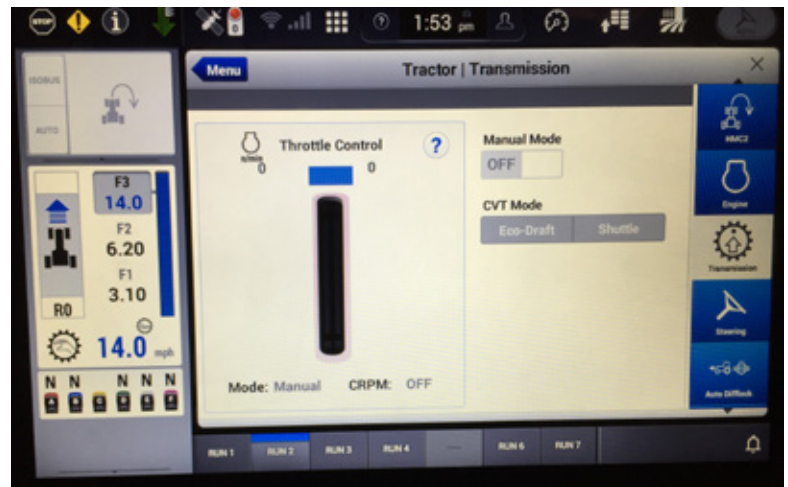 STOP
i
?
1:53 pm
ISOBUS
AUTO
Menu
Tractor | Transmission
Throttle Control
?
n/min
0
0
Manual Mode
OFF
CVT Mode
Eco-Draft
Shuttle
Mode: Manual
CRPM: OFF
HMC2
Engine
Transmission
Steering
Auto Difflock
F3
14.0
F2
6.20
F1
3.10
R0
14.0 mph
N N N N N
RUN 1
RUN 2
RUN 3
RUN 4
----
RUN 6
RUN 7